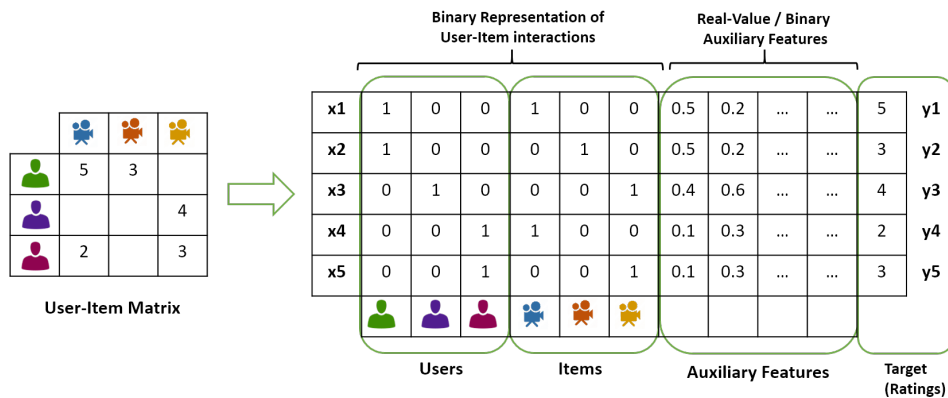 Binary Representation of
User-Item interactions
Real-Value / Binary
Auxiliary Features
5 3
4
2 3
User-Item Matrix
x1 1 0 0 1 0 0 0.5 0.2 ... ... 5 y1
x2 1 0 0 0 1 0 0.5 0.2 ... ... 3 y2
x3 0 1 0 0 0 1 0.4 0.6 ... ... 4 y3
x4 0 0 1 1 0 0 0.1 0.3 ... ... 2 y4
x5 0 0 1 0 0 1 0.1 0.3 ... ... 3 y5
Users
Items
Auxiliary Features
Target
(Ratings)